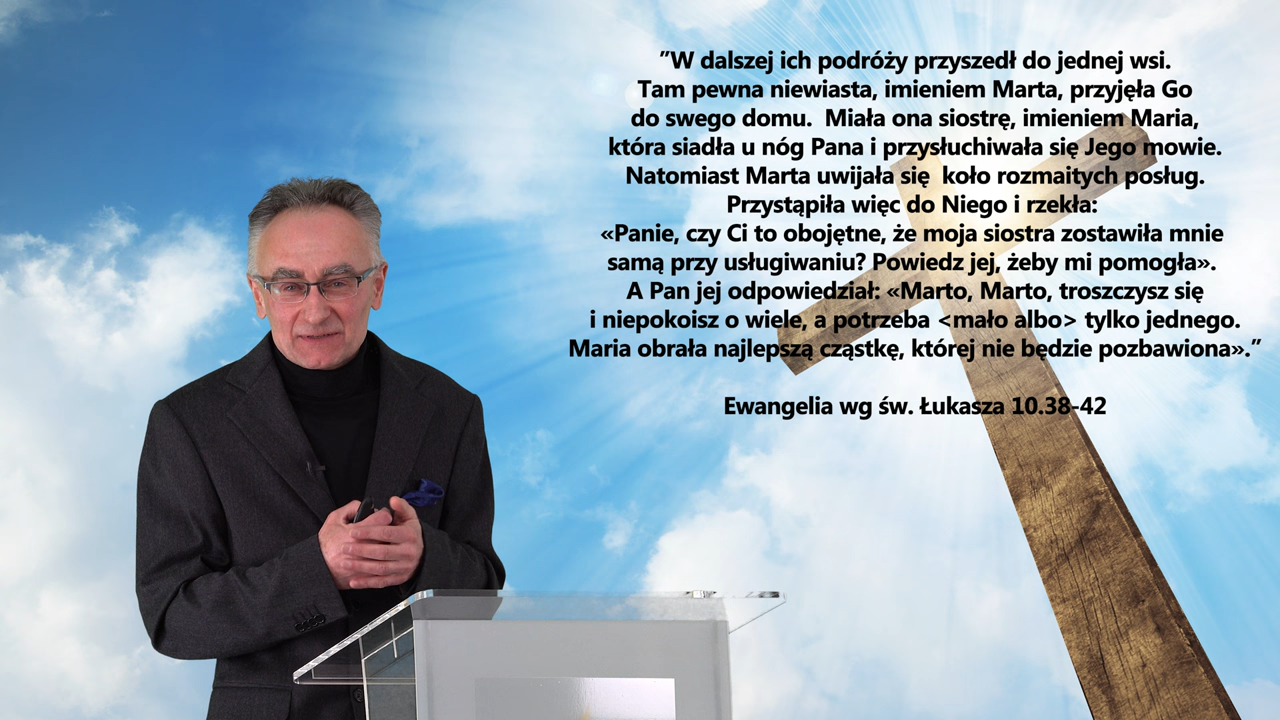 ”W dalszej ich podróży przyszedł do jednej wsi.
Tam pewna niewiasta, imieniem Marta, przyjęła Go
do swego domu.  Miała ona siostrę, imieniem Maria,
która siadła u nóg Pana i przysłuchiwała się Jego mowie.
Natomiast Marta uwijała się  koło rozmaitych posług.
Przystąpiła więc do Niego i rzekła:
«Panie, czy Ci to obojętne, że moja siostra zostawiła mnie
samą przy usługiwaniu? Powiedz jej, żeby mi pomogła».
A Pan jej odpowiedział: «Marto, Marto, troszczysz się
i niepokoisz o wiele, a potrzeba <mało albo> tylko jednego.
Maria obrała najlepszą cząstkę, której nie będzie pozbawiona».”
Ewangelia wg św. Łukasza 10.38-42